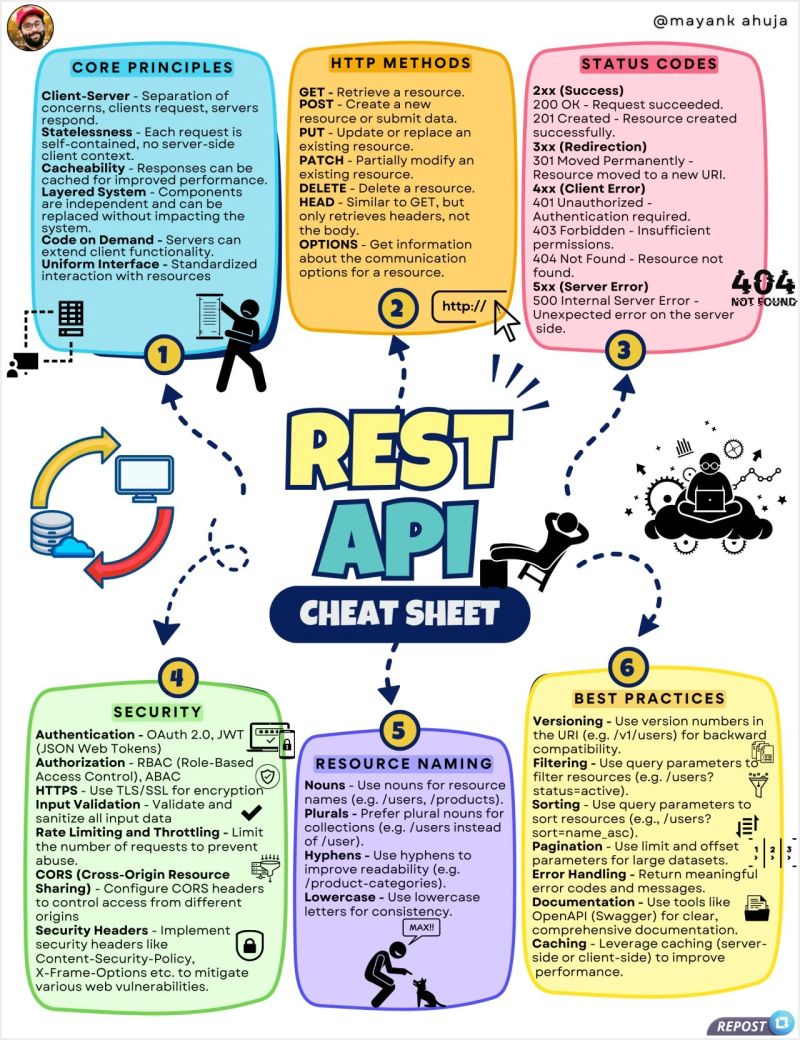 @mayank ahuja
CORE PRINCIPLES
Client-Server - Separation of
concerns, clients request, servers
respond.
Statelessness - Each request is
self-contained, no server-side
client context.
Cacheability - Responses can be
cached for improved performance.
Layered System - Components
are independent and can be
replaced without impacting the
system.
Code on Demand - Servers can
extend client functionality.
Uniform Interface - Standardized
interaction with resources
1
HTTP METHODS
GET - Retrieve a resource.
POST - Create a new
resource or submit data.
PUT - Update or replace an
existing resource.
PATCH - Partially modify an
existing resource.
DELETE - Delete a resource.
HEAD - Similar to GET, but
only retrieves headers, not
the body.
OPTIONS - Get information
about the communication
options for a resource.
2
http://
STATUS CODES
2xx (Success)
200 OK - Request succeeded.
201 Created - Resource created
successfully.
3xx (Redirection)
301 Moved Permanently -
Resource moved to a new URI.
4xx (Client Error)
401 Unauthorized -
Authentication required.
403 Forbidden - Insufficient
permissions.
404 Not Found - Resource not
found.
5xx (Server Error)
500 Internal Server Error -
Unexpected error on the server
side.
404
NOT FOUND
3
REST
API
CHEAT SHEET
4
SECURITY
Authentication - OAuth 2.0, JWT
(JSON Web Tokens)
Authorization - RBAC (Role-Based
Access Control), ABAC
HTTPS - Use TLS/SSL for encryption
Input Validation - Validate and
sanitize all input data
Rate Limiting and Throttling - Limit
the number of requests to prevent
abuse.
CORS (Cross-Origin Resource
Sharing) - Configure CORS headers
to control access from different
origins
Security Headers - Implement
security headers like
Content-Security-Policy,
X-Frame-Options etc. to mitigate
various web vulnerabilities.
5
RESOURCE NAMING
Nouns - Use nouns for resource
names (e.g. /users, /products).
Plurals - Prefer plural nouns for
collections (e.g. /users instead
of /user).
Hyphens - Use hyphens to
improve readability (e.g.
/product-categories).
Lowercase - Use lowercase
letters for consistency.
MAX!!
6
BEST PRACTICES
Versioning - Use version numbers in
the URI (e.g. /v1/users) for backward
compatibility.
Filtering - Use query parameters to
filter resources (e.g. /users?
status=active).
Sorting - Use query parameters to
sort resources (e.g., /users?
sort=name_asc).
Pagination - Use limit and offset
parameters for large datasets.
1 2 3
Error Handling - Return meaningful
error codes and messages.
Documentation - Use tools like
OpenAPI (Swagger) for clear,
comprehensive documentation.
Caching - Leverage caching (server-
side or client-side) to improve
performance.
REPOST